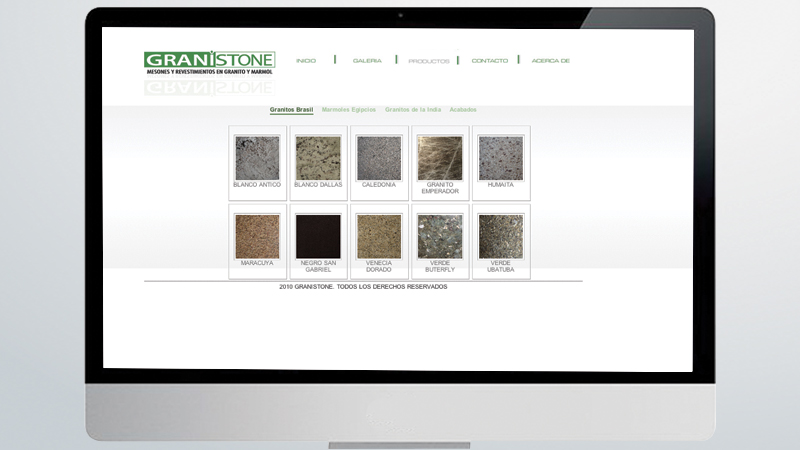 GRANISTONE
MESONES Y REVESTIMIENTOS EN GRANITO Y MARMOL
INICIO
GALERIA
PRODUCTOS
CONTACTO
ACERCA DE
Granitos Brasil
Marmoles Egipcios
Granitos de la India
Acabados
BLANCO ANTICO
BLANCO DALLAS
CALEDONIA
GRANITO
EMPERADOR
HUMAITA
MARACUYA
NEGRO SAN
GABRIEL
VENECIA
DORADO
VERDE
BUTERFLY
VERDE
UBATUBA
2010 GRANISTONE. TODOS LOS DERECHOS RESERVADOS